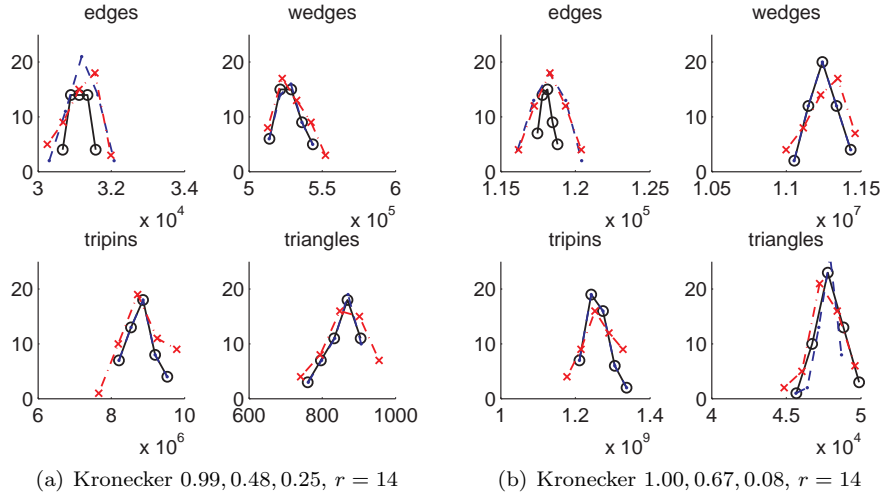 edges
wedges
edges
wedges
20
10
0
3 3.2 3.4
x 10^4
20
10
0
5 5.5 6
x 10^5
20
10
0
1.15 1.2 1.25
x 10^5
20
10
0
1.05 1.1 1.15
x 10^7
tripins
triangles
tripins
triangles
20
10
0
6 8 10
x 10^6
20
10
0
600 800 1000
20
10
0
1 1.2 1.4
x 10^9
20
10
0
4 4.5 5
x 10^4
(a) Kronecker 0.99, 0.48, 0.25, r = 14
(b) Kronecker 1.00, 0.67, 0.08, r = 14